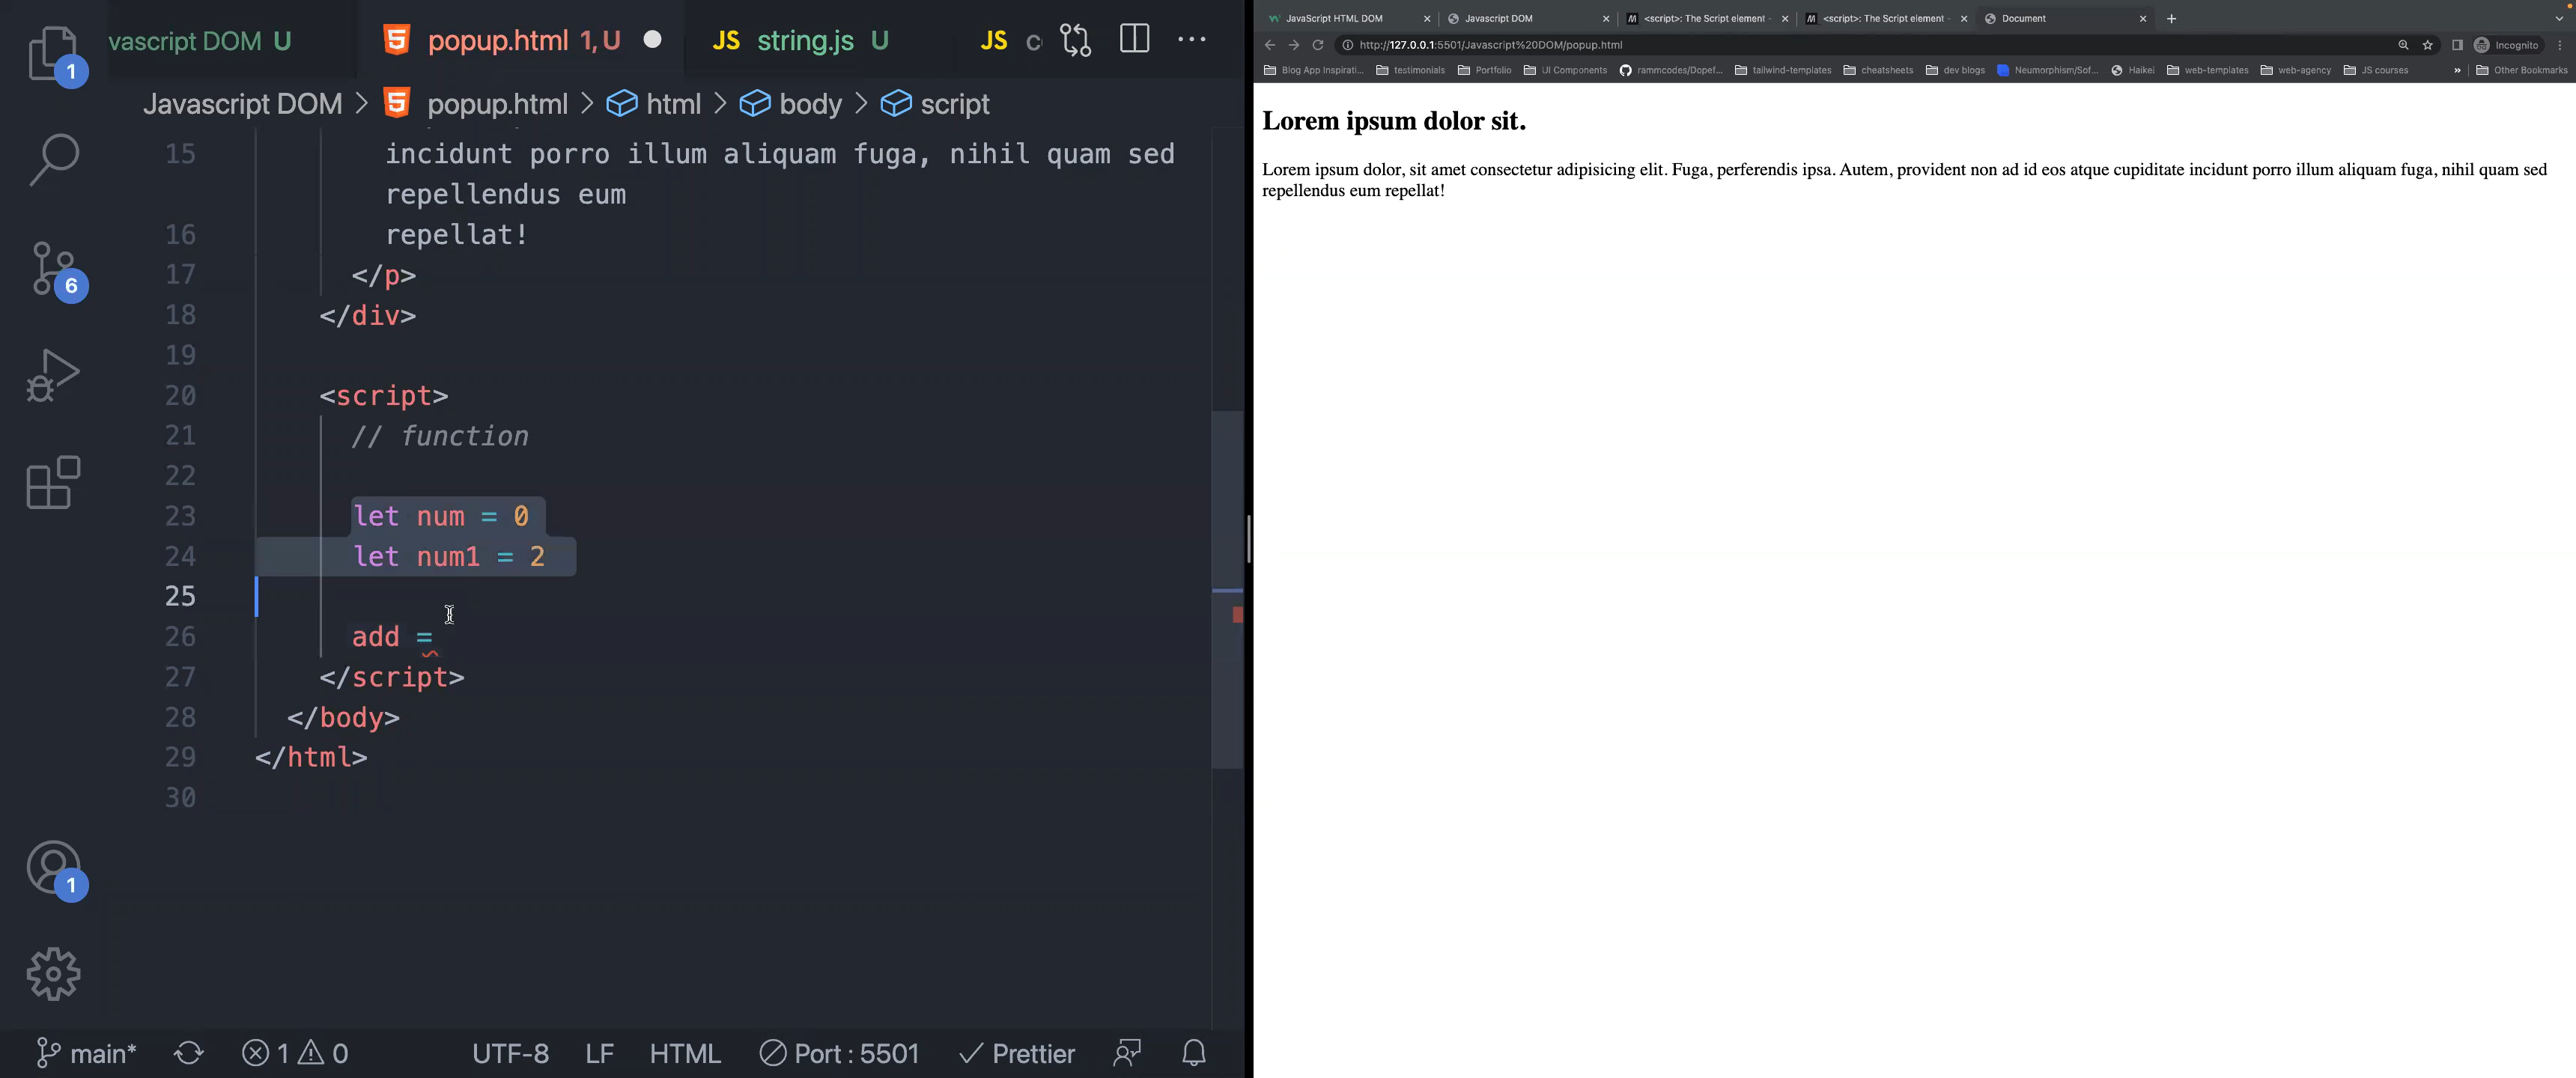 vascript DOM U
popup.html 1, U
JS string.js U
JS c
1
Javascript DOM > popup.html > html > body > script
15 incidunt porro illum aliquam fuga, nihil quam sed
repellendus eum
16 repellat!
17 </p>
18 </div>
19
20 <script>
21 // function
22
23 let num = 0
24 let num1 = 2
25
26 add =
27 </script>
28 </body>
29 </html>
30
6
1
main* 1 0 UTF-8 LF HTML Port : 5501 Prettier
JavaScript HTML DOM
Javascript DOM
<script>: The Script element -
<script>: The Script element -
Document
http://127.0.0.1:5501/Javascript%20DOM/popup.html
Incognito
Blog App Inspirati... testimonials Portfolio UI Components rammcodes/Dopef... tailwind-templates cheatsheets dev blogs Neumorphism/Sof... Haikei web-templates web-agency JS courses » Other Bookmarks
Lorem ipsum dolor sit.
Lorem ipsum dolor, sit amet consectetur adipisicing elit. Fuga, perferendis ipsa. Autem, provident non ad id eos atque cupiditate incidunt porro illum aliquam fuga, nihil quam sed
repellendus eum repellat!